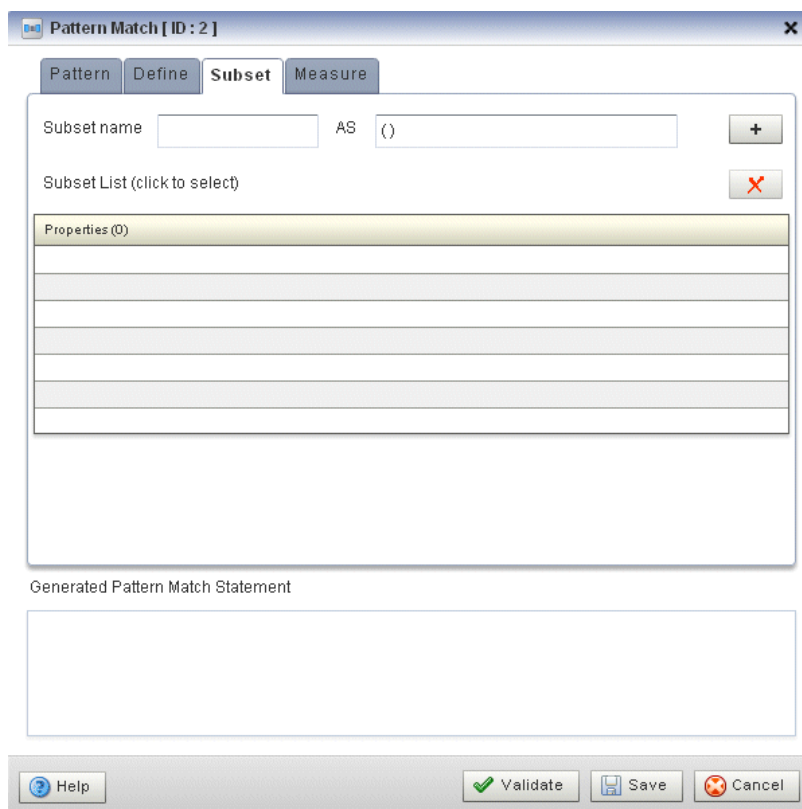 Pattern Match [ ID : 2 ]
Pattern Define Subset Measure
Subset name AS ( ) +
Subset List (click to select)
Properties (0)
Generated Pattern Match Statement
Help Validate Save Cancel